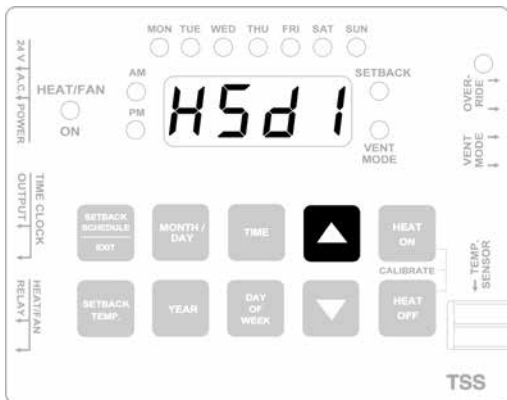 MON TUE WED THU FRI SAT SUN
24 V A.C. POWER
HEAT/FAN
ON
AM
PM
HSd1
SETBACK
VENT
MODE
OVER-
RIDE
VENT
MODE
TIME CLOCK
OUTPUT
SETBACK
SCHEDULE
EXIT
MONTH /
DAY
TIME
HEAT
ON
CALIBRATE
TEMP.
SENSOR
HEAT/FAN
RELAY
SETBACK
TEMP.
YEAR
DAY
OF
WEEK
HEAT
OFF
TSS